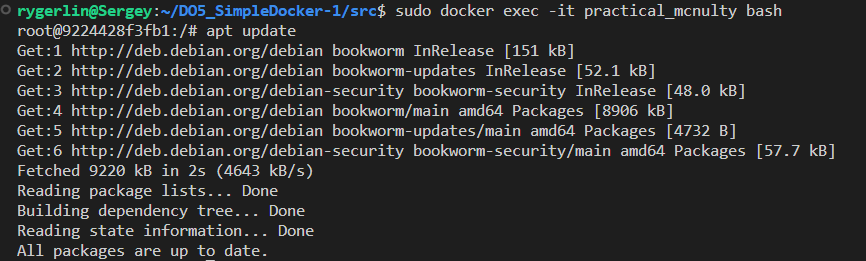 rygerlin@Sergey:~/DO5_SimpleDocker-1/src$ sudo docker exec -it practical_mcnulty bash
root@9224428f3fb1:/# apt update
Get:1 http://deb.debian.org/debian bookworm InRelease [151 kB]
Get:2 http://deb.debian.org/debian bookworm-updates InRelease [52.1 kB]
Get:3 http://deb.debian.org/debian-security bookworm-security InRelease [48.0 kB]
Get:4 http://deb.debian.org/debian bookworm/main amd64 Packages [8906 kB]
Get:5 http://deb.debian.org/debian bookworm-updates/main amd64 Packages [4732 B]
Get:6 http://deb.debian.org/debian-security bookworm-security/main amd64 Packages [57.7 kB]
Fetched 9220 kB in 2s (4643 kB/s)
Reading package lists... Done
Building dependency tree... Done
Reading state information... Done
All packages are up to date.